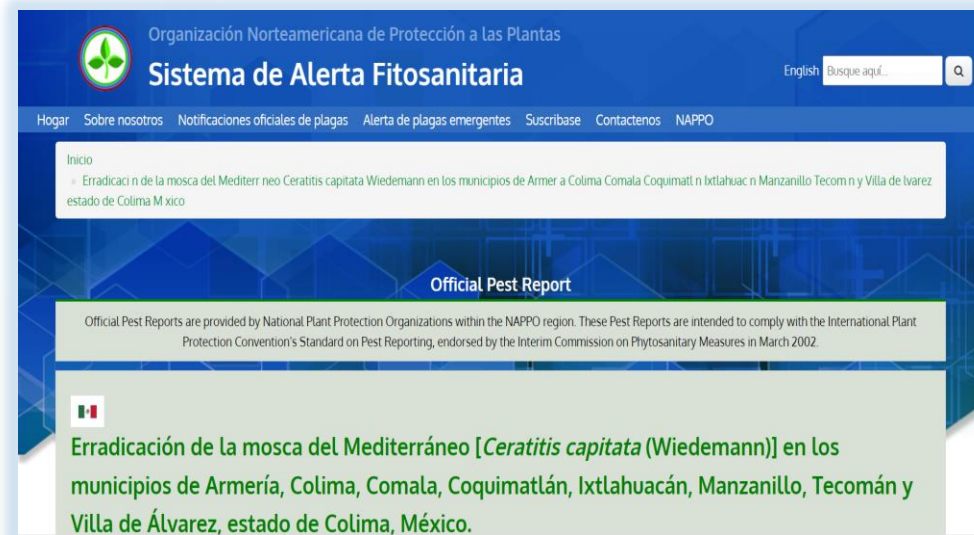 Organización Norteamericana de Protección a las Plantas
Sistema de Alerta Fitosanitaria
English Busque aquí...
Hogar Sobre nosotros Notificaciones oficiales de plagas Alerta de plagas emergentes Suscribase Contactenos NAPPO
Inicio
» Erradicaci n de la mosca del Mediterr neo Ceratitis capitata Wiedemann en los municipios de Armer a Colima Comala Coquimatl n Ixtlahuac n Manzanillo Tecom n y Villa de lvarez
estado de Colima M xico
Official Pest Report
Official Pest Reports are provided by National Plant Protection Organizations within the NAPPO region. These Pest Reports are intended to comply with the International Plant
Protection Convention's Standard on Pest Reporting, endorsed by the Interim Commission on Phytosanitary Measures in March 2002.
Erradicación de la mosca del Mediterráneo [Ceratitis capitata (Wiedemann)] en los
municipios de Armería, Colima, Comala, Coquimatlán, Ixtlahuacán, Manzanillo, Tecomán y
Villa de Álvarez, estado de Colima, México.